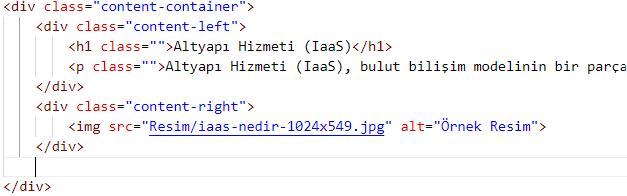 <div class="content-container">
<div class="content-left">
<h1 class="">Altyapı Hizmeti (IaaS)</h1>
<p class="">Altyapı Hizmeti (IaaS), bulut bilişim modelinin bir parça
</div>
<div class="content-right">
<img src="Resim/iaas-nedir-1024x549.jpg" alt="Örnek Resim">
</div>
</div>